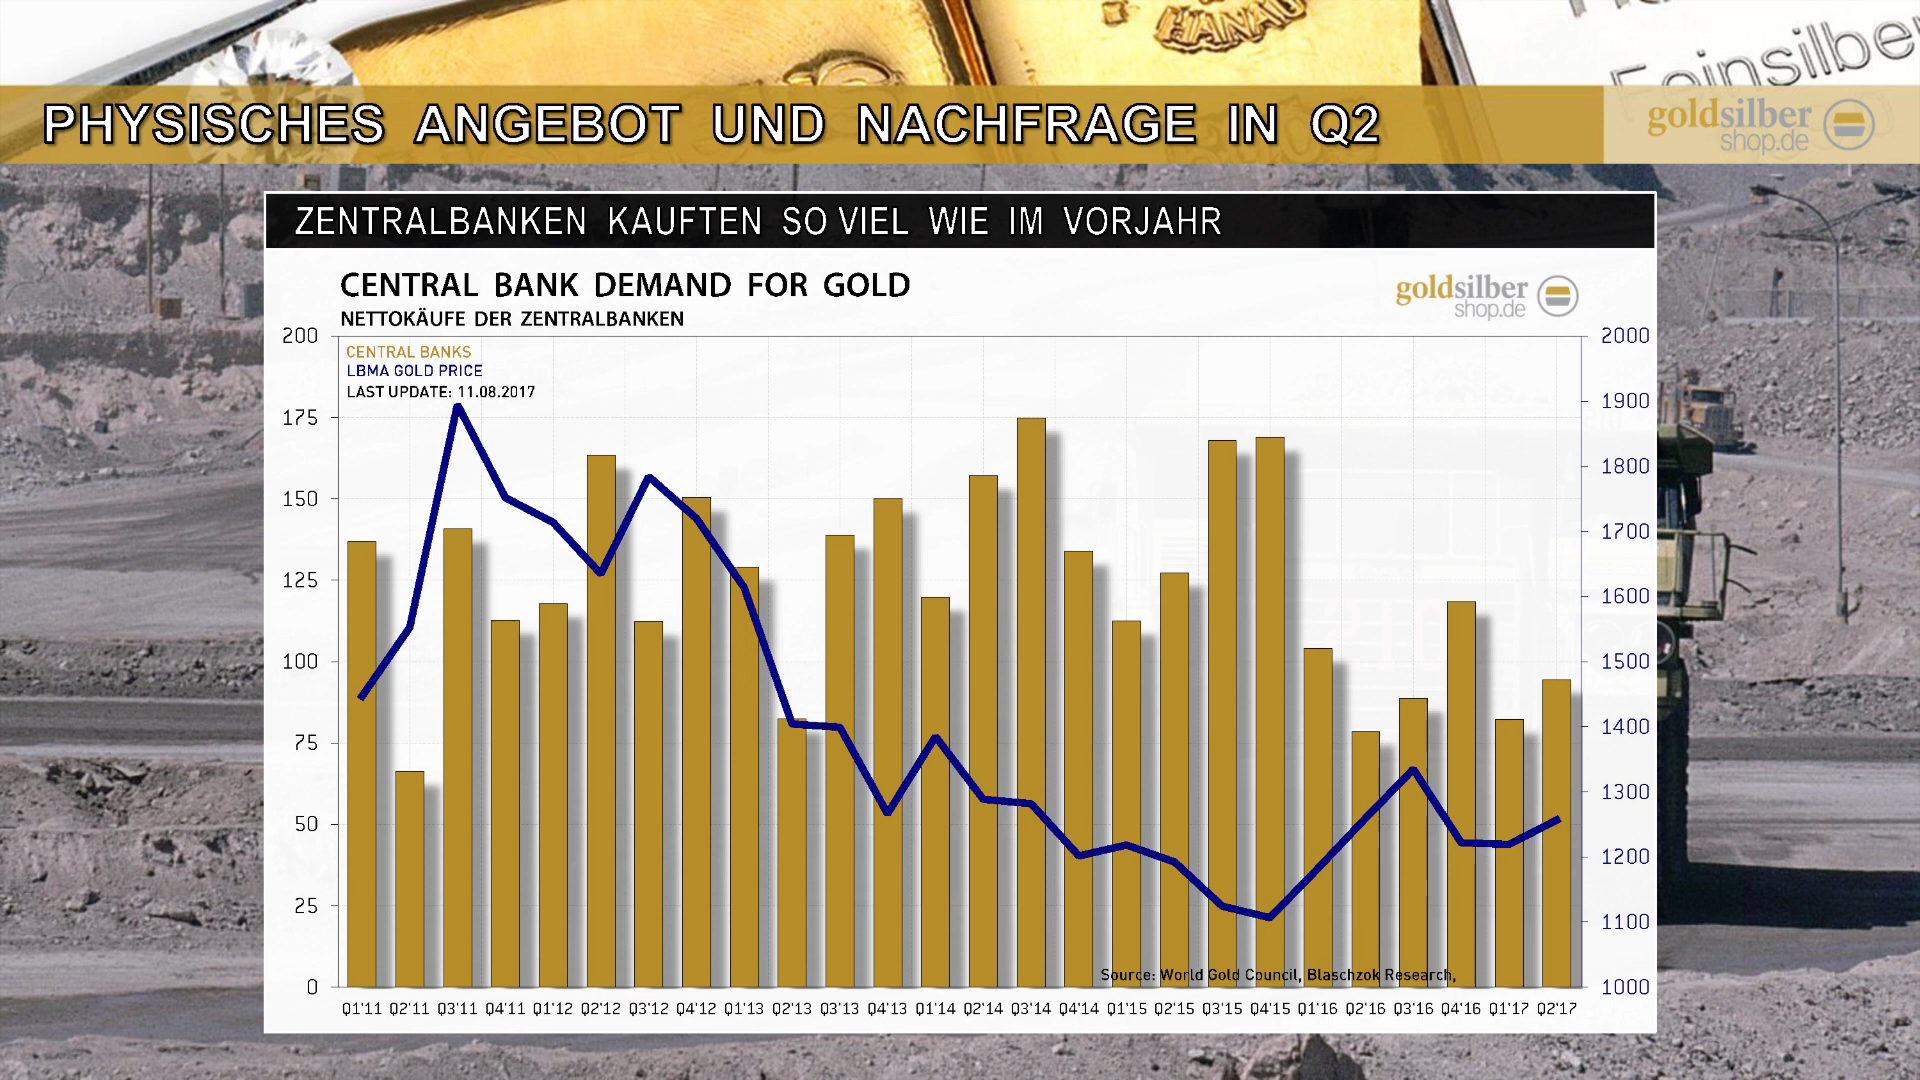 HANAU
Feinsilber
PHYSISCHES ANGEBOT UND NACHFRAGE IN Q2
goldsilber
shop.de
ZENTRALBANKEN KAUFTEN SO VIEL WIE IM VORJAHR
CENTRAL BANK DEMAND FOR GOLD
NETTOKÄUFE DER ZENTRALBANKEN
goldsilber
shop.de
CENTRAL BANKS
LBMA GOLD PRICE
LAST UPDATE: 11.08.2017
200
175
150
125
100
75
50
25
0
2000
1900
1800
1700
1600
1500
1400
1300
1200
1100
1000
Source: World Gold Council, Blaschzok Research,
Q1'11 Q2'11 Q3'11 Q4'11 Q1'12 Q2'12 Q3'12 Q4'12 Q1'13 Q2'13 Q3'13 Q4'13 Q1'14 Q2'14 Q3'14 Q4'14 Q1'15 Q2'15 Q3'15 Q4'15 Q1'16 Q2'16 Q3'16 Q4'16 Q1'17 Q2'17